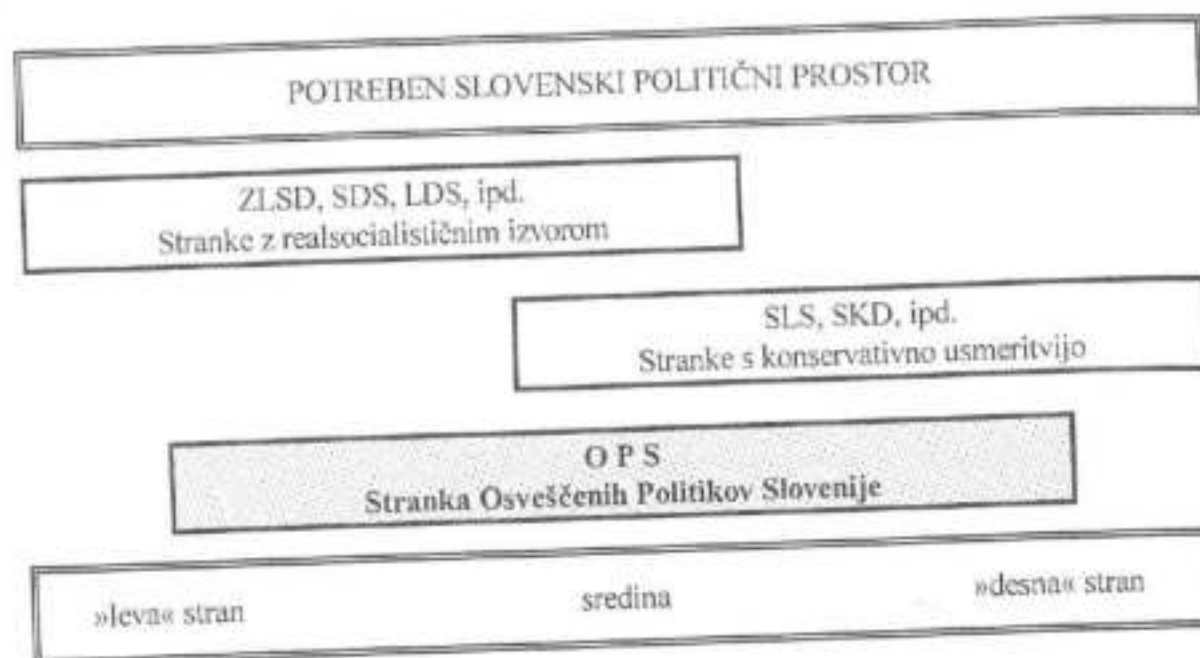 POTREBEN SLOVENSKI POLITIČNI PROSTOR
ZLSD, SDS, LDS, ipd.
Stranke z realsocialističnim izvorom
SLS, SKD, ipd.
Stranke s konservativno usmeritvijo
O P S
Stranka Osveščenih Politikov Slovenije
»leva« stran sredina »desna« stran